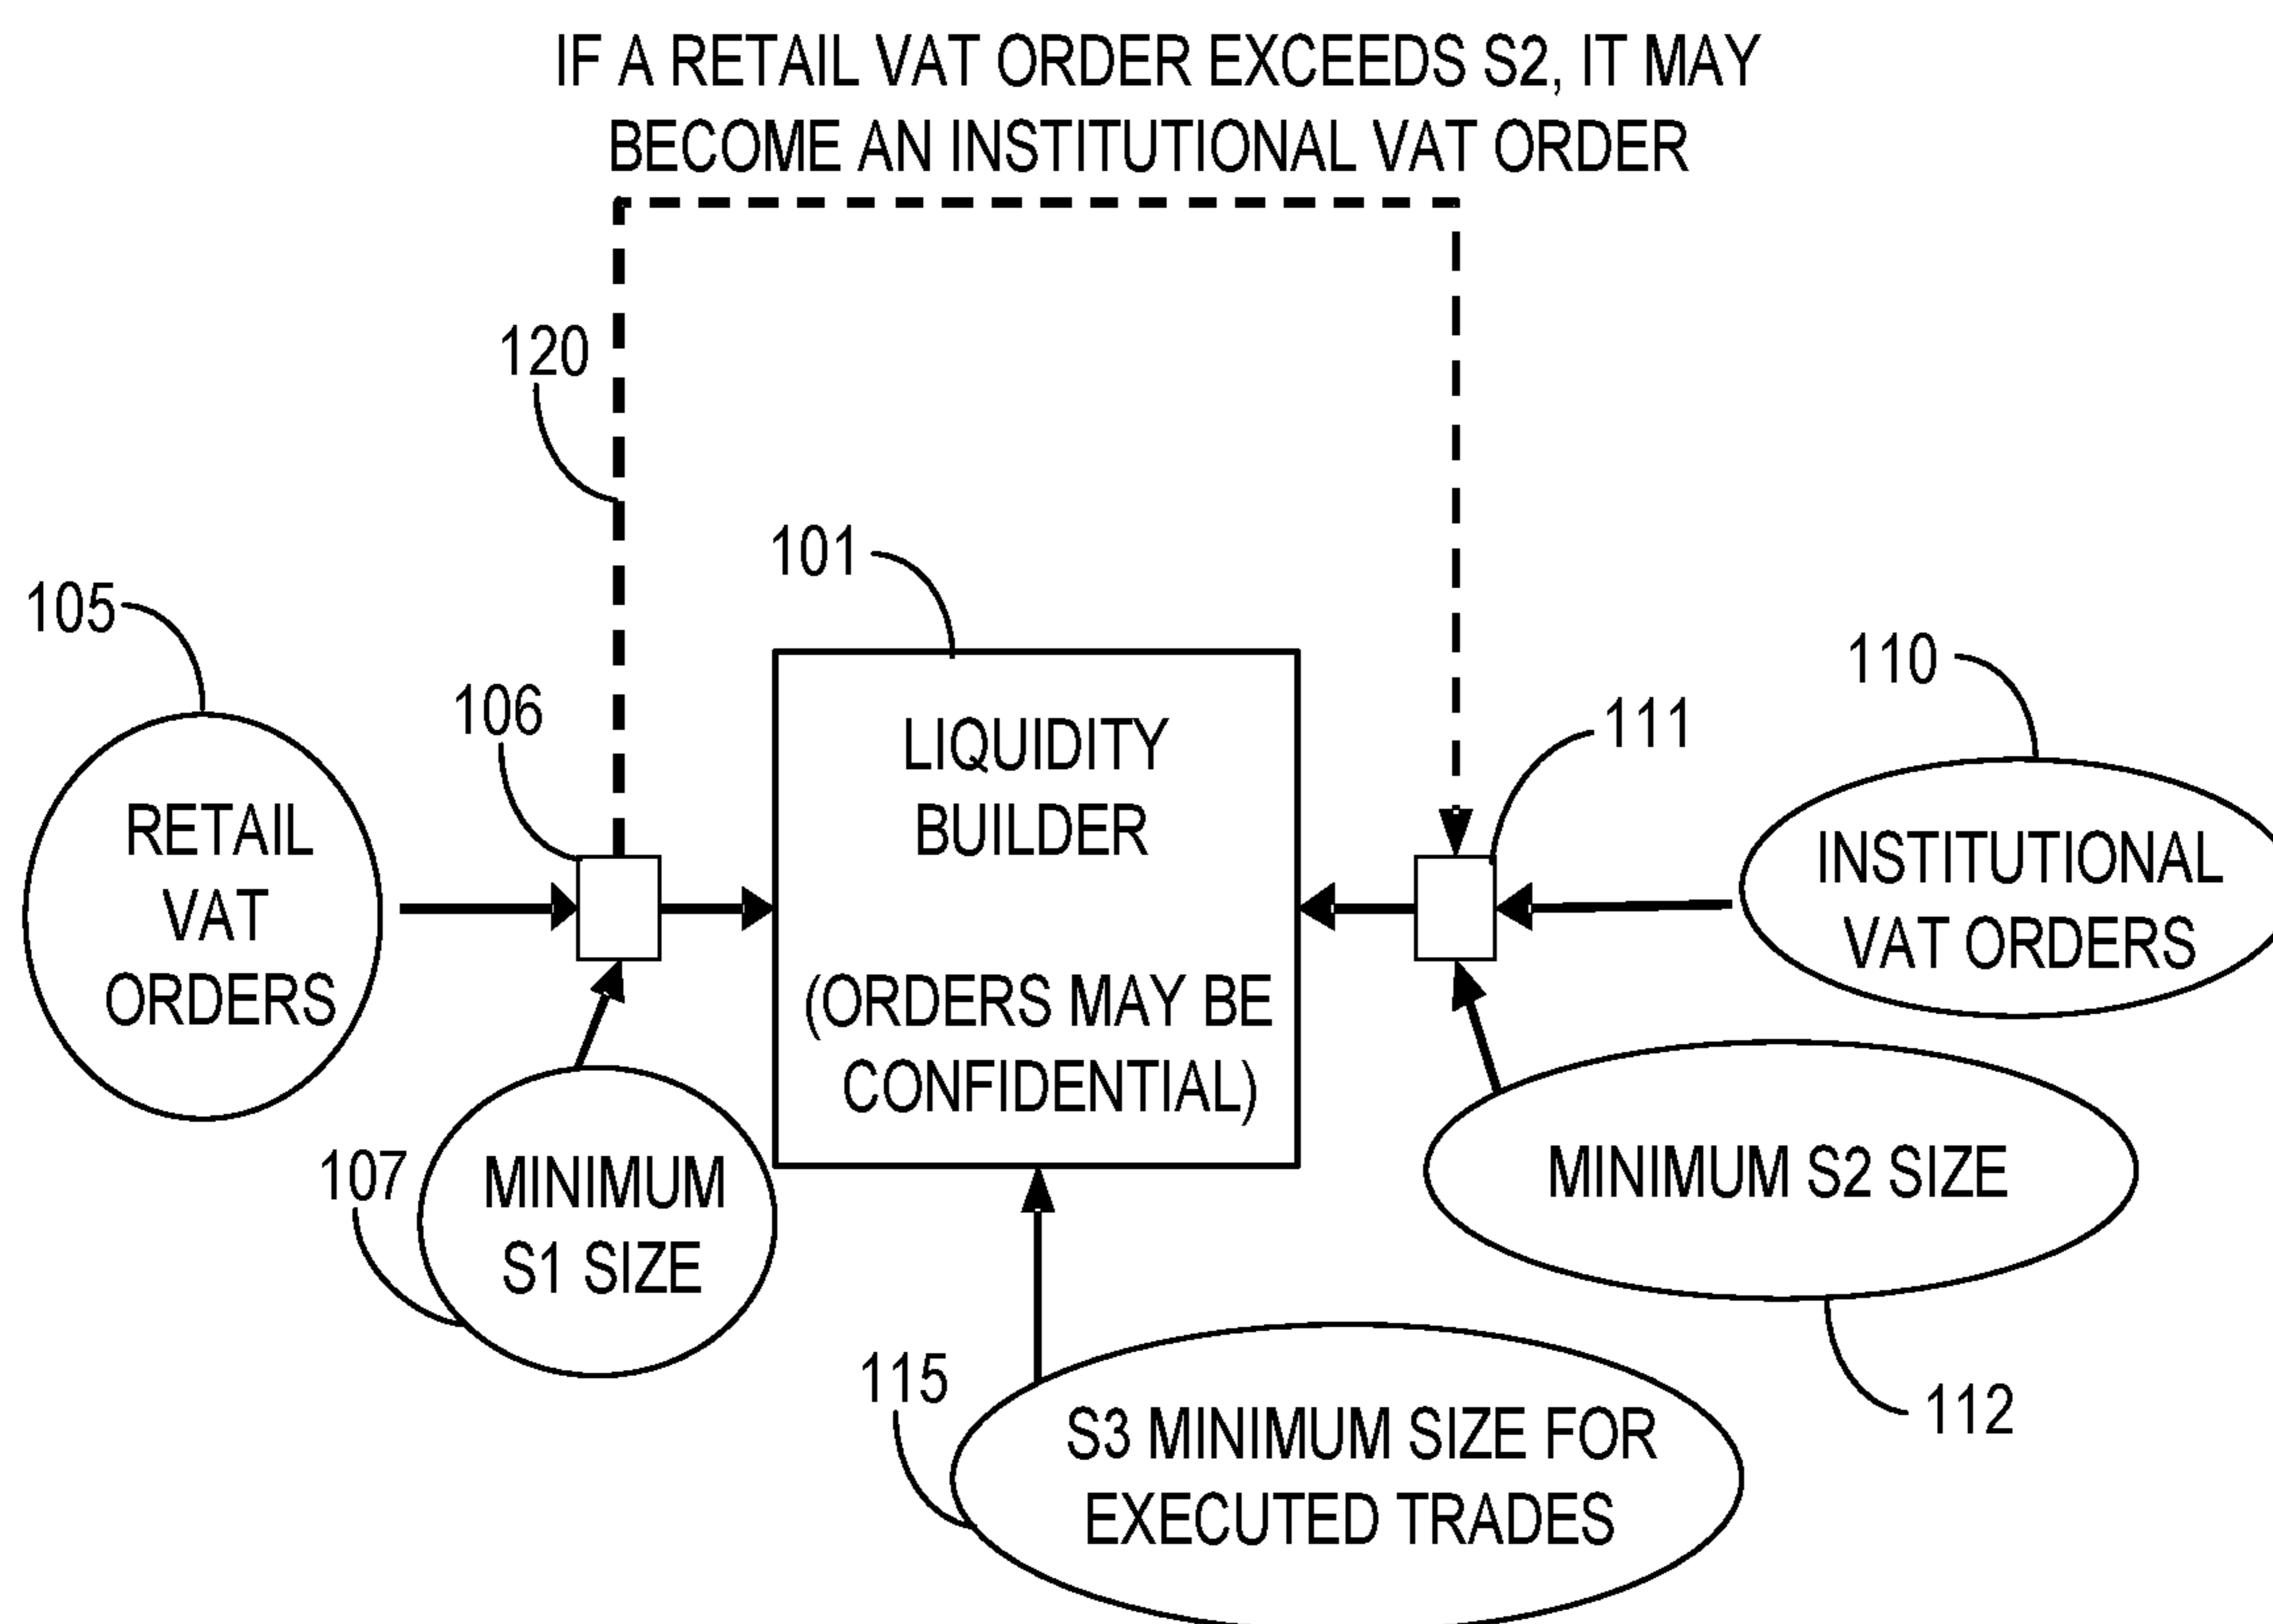 IF A RETAIL VAT ORDER EXCEEDS S2, IT MAY
BECOME AN INSTITUTIONAL VAT ORDER
120
101
105
110
106
111
LIQUIDITY
BUILDER
(ORDERS MAY BE
CONFIDENTIAL)
RETAIL
VAT
ORDERS
INSTITUTIONAL
VAT ORDERS
107
MINIMUM
S1 SIZE
MINIMUM S2 SIZE
115
112
S3 MINIMUM SIZE FOR
EXECUTED TRADES